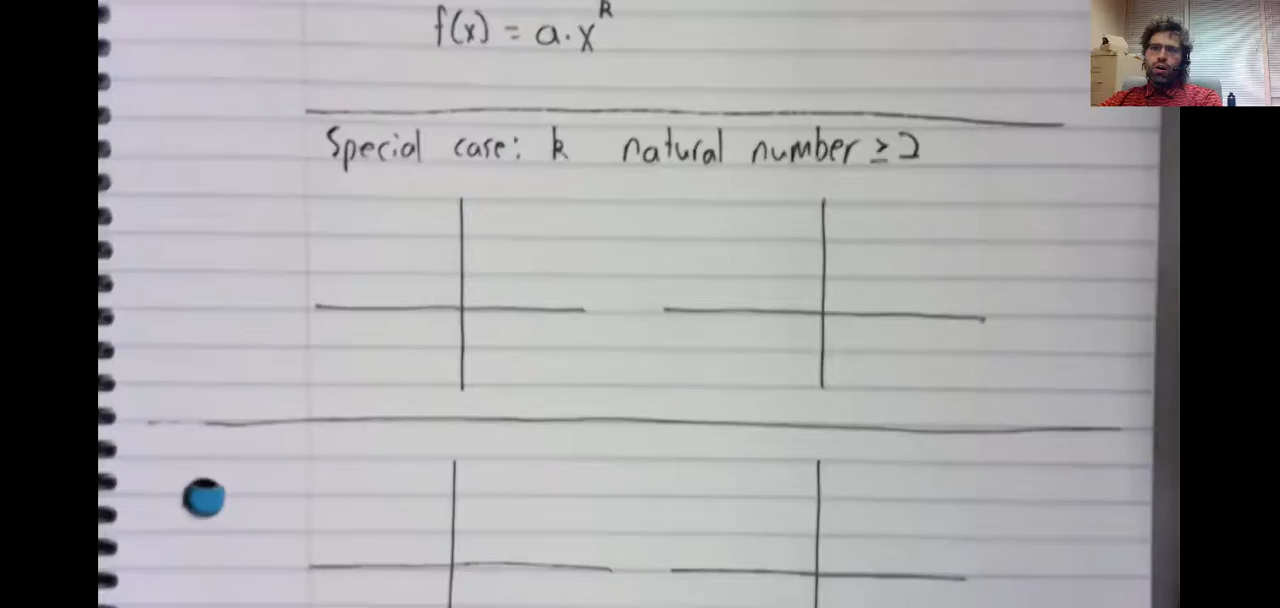 f(x) = a·x^k
Special case: k natural number ≥ 2